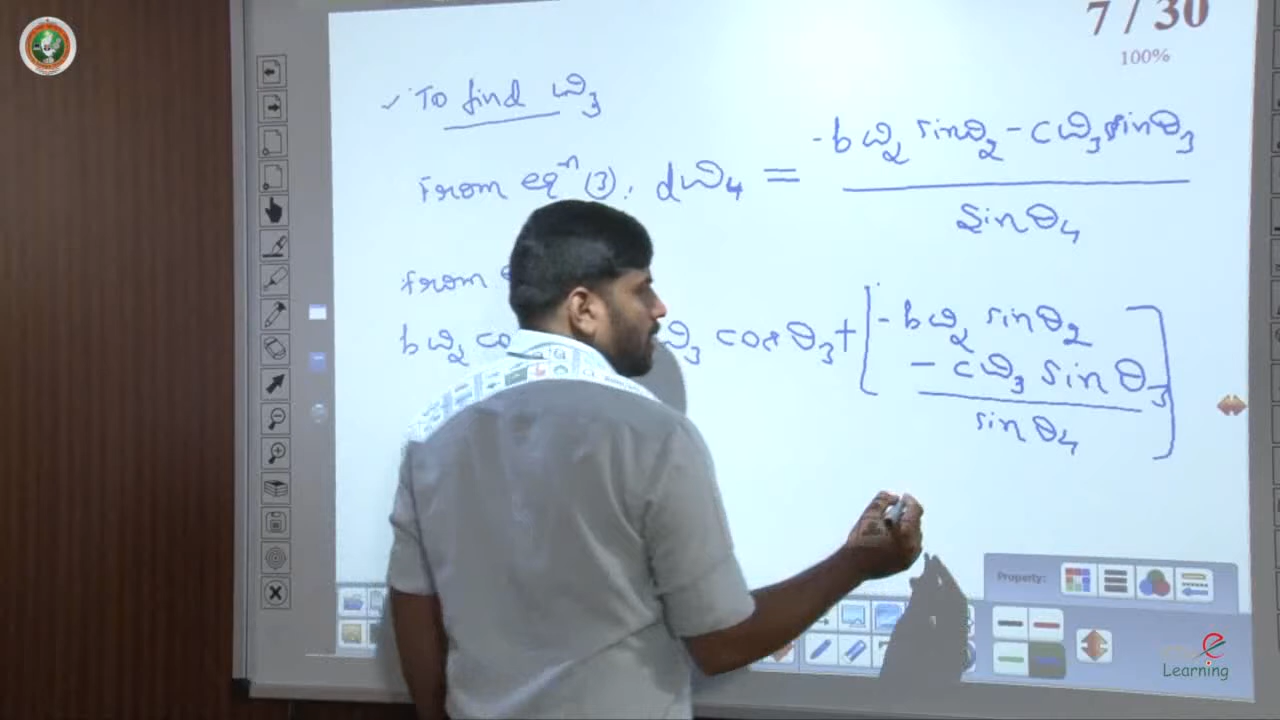 7 / 30
100%
✓ To find ω₃
from eqⁿ (3), dω₄ = -bω₂ sinθ₂ - cω₃ sinθ₃
sinθ₄
from
bω₂ co ω₃ cosθ₃ + [ -bω₂ sinθ₂
- cω₃ sinθ₃
sinθ₄ ]
Property:
e
Learning